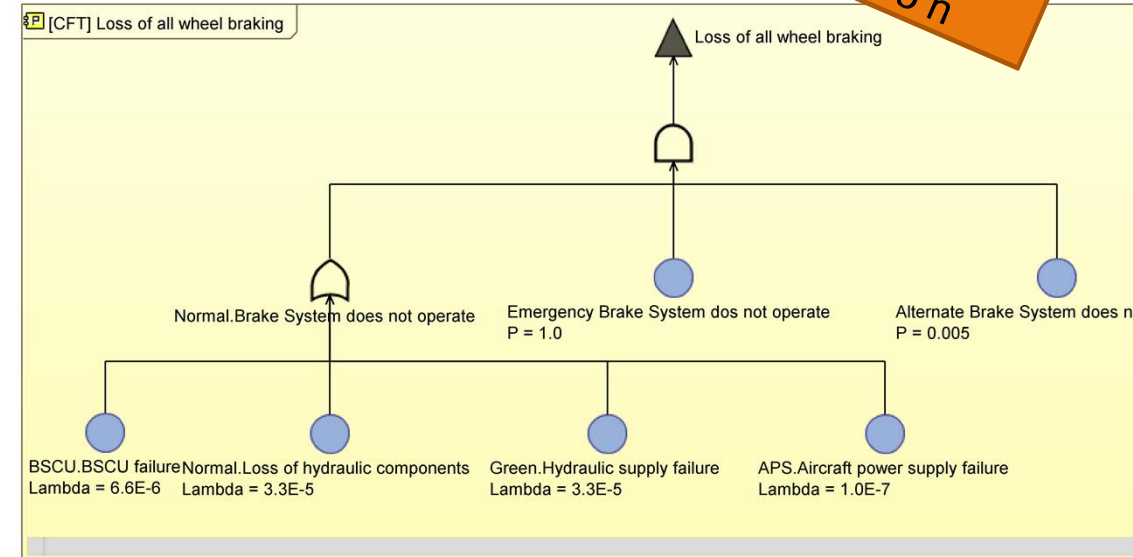 [CFT] Loss of all wheel braking
on
Loss of all wheel braking
Normal.Brake System does not operate
Emergency Brake System dos not operate
P = 1.0
Alternate Brake System does
P = 0.005
BSCU.BSCU failure
Lambda = 6.6E-6
Normal.Loss of hydraulic components
Lambda = 3.3E-5
Green.Hydraulic supply failure
Lambda = 3.3E-5
APS.Aircraft power supply failure
Lambda = 1.0E-7